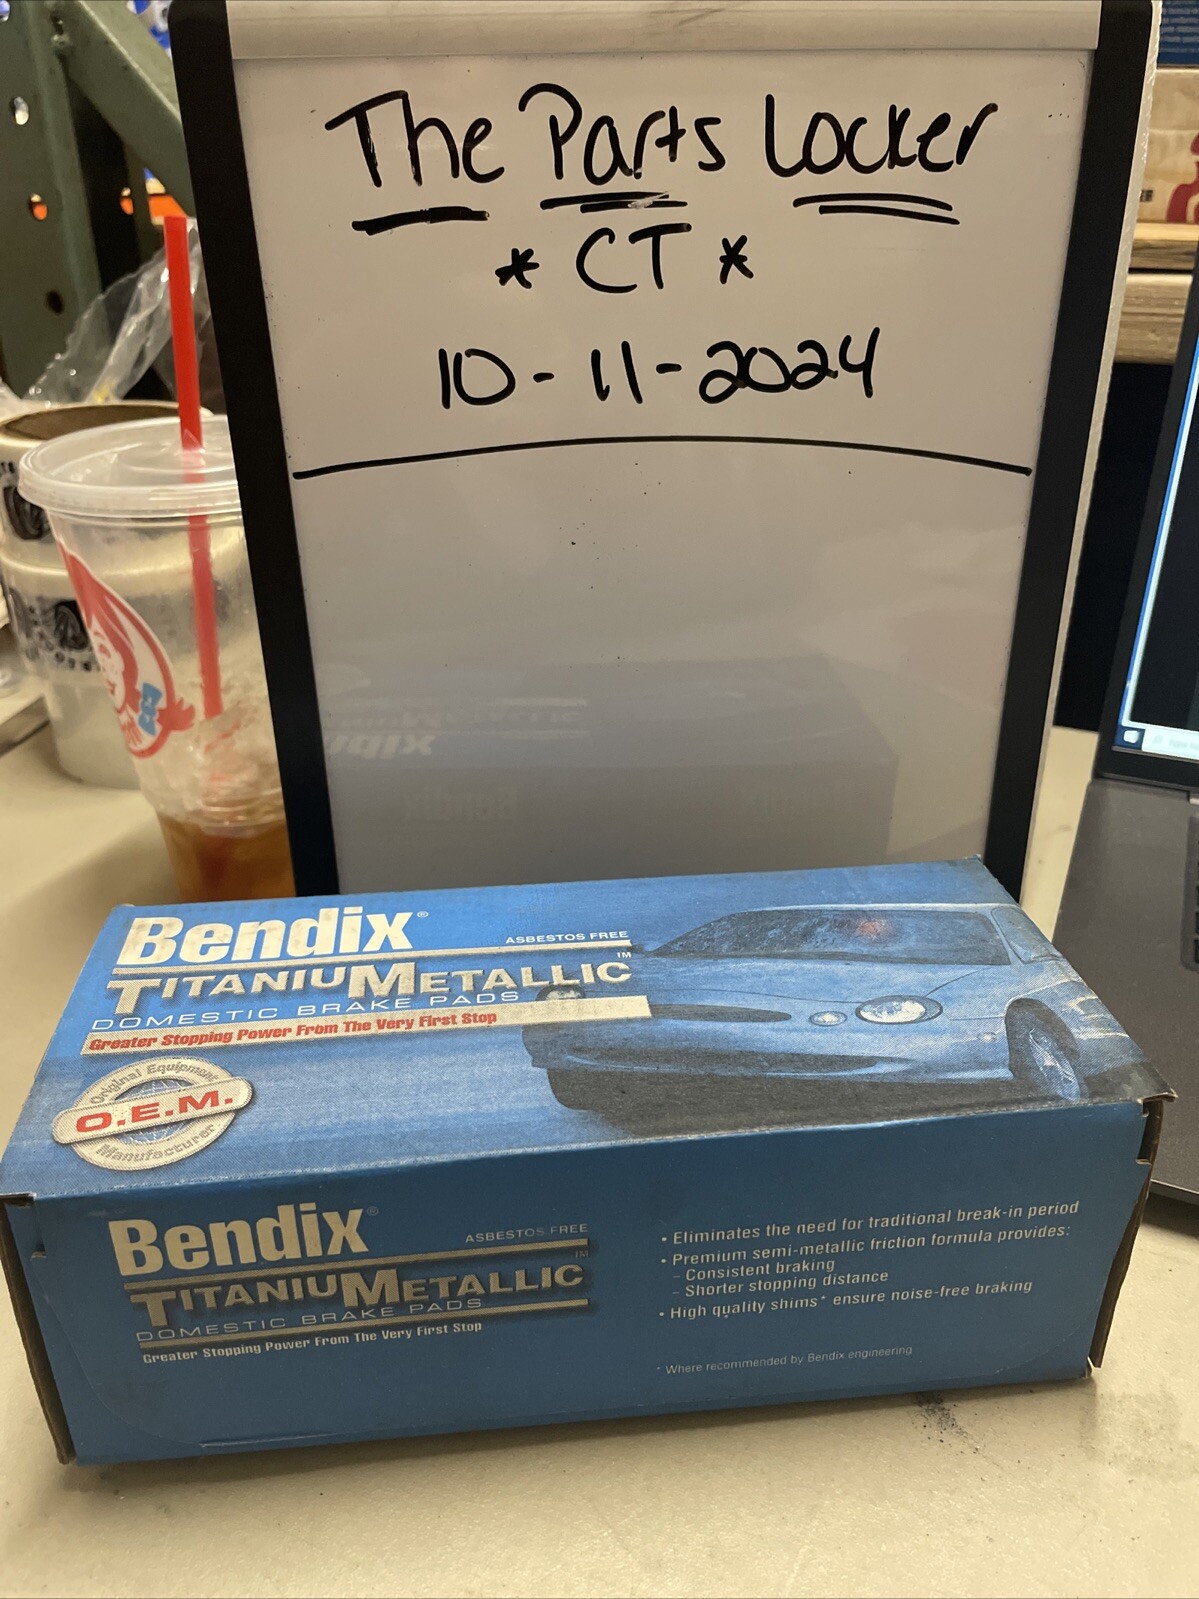 The Parts Locker
* CT *
10-11-2024
Bendix®
ASBESTOS FREE
TITANIUMETALLIC™
DOMESTIC BRAKE PADS
Greater Stopping Power From The Very First Stop
Original Equipment
O.E.M.
Manufacturer
Bendix®
ASBESTOS FREE
TITANIUMETALLIC™
DOMESTIC BRAKE PADS
Greater Stopping Power From The Very First Stop
• Eliminates the need for traditional break-in period
• Premium semi-metallic friction formula provides:
– Consistent braking
– Shorter stopping distance
• High quality shims* ensure noise-free braking
* Where recommended by Bendix engineering